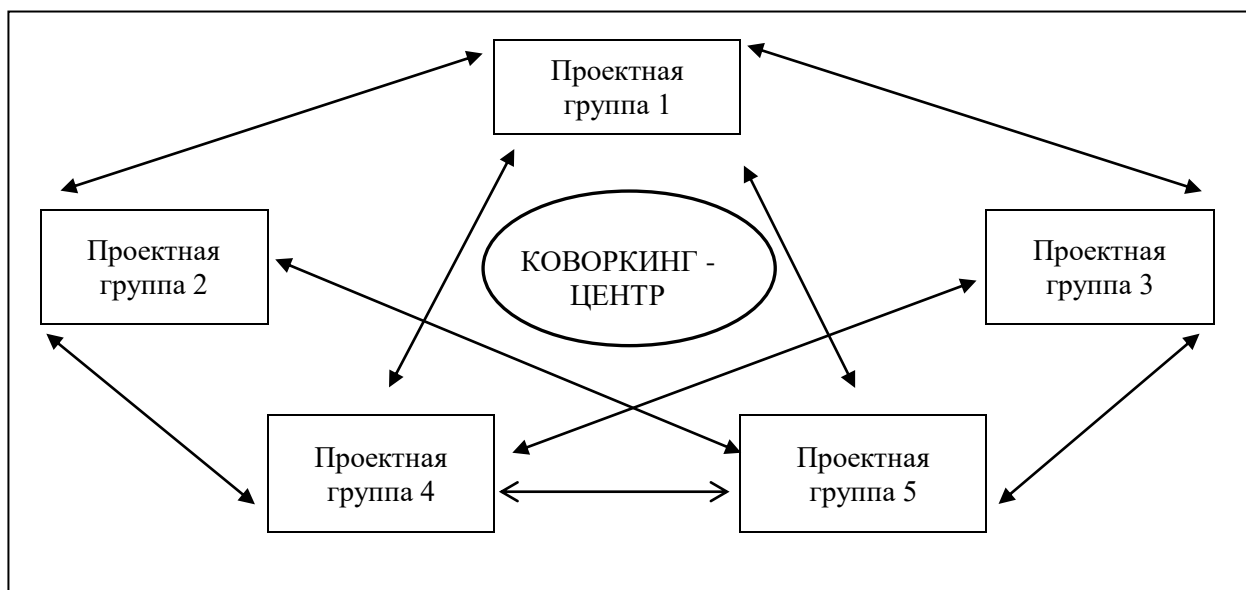 Проектная
группа 1
Проектная
группа 2
КОВОРКИНГ -
ЦЕНТР
Проектная
группа 3
Проектная
группа 4
Проектная
группа 5